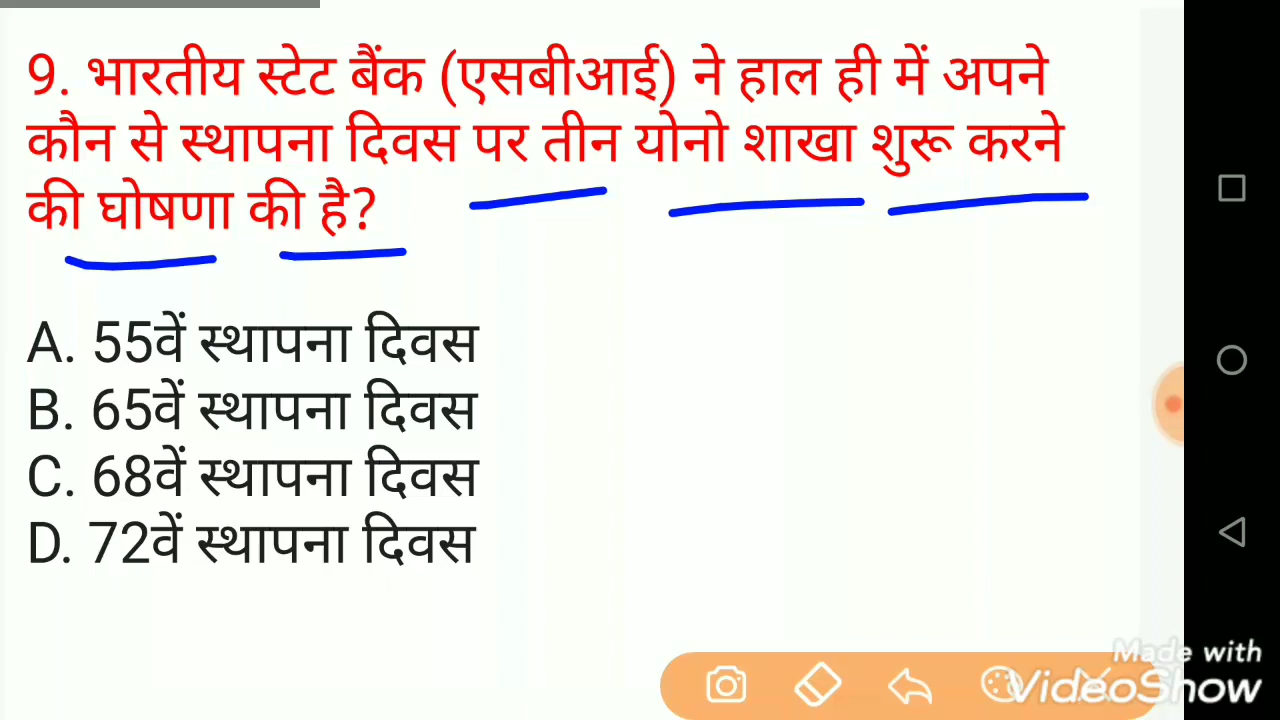 9. भारतीय स्टेट बैंक (एसबीआई) ने हाल ही में अपने
कौन से स्थापना दिवस पर तीन योनो शाखा शुरू करने
की घोषणा की है?
A. 55वें स्थापना दिवस
B. 65वें स्थापना दिवस
C. 68वें स्थापना दिवस
D. 72वें स्थापना दिवस
Made with
VideoShow